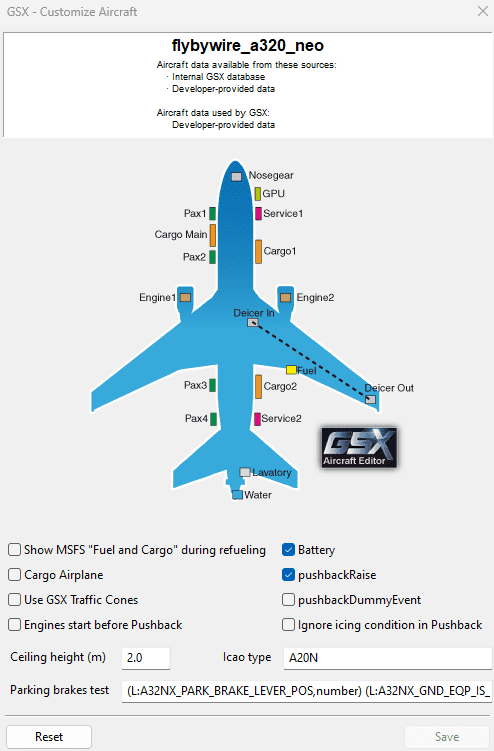 GSX - Customize Aircraft
flybywire_a320_neo
Aircraft data available from these sources:
· Internal GSX database
· Developer-provided data
Aircraft data used by GSX:
Developer-provided data
Nosegear
GPU
Pax1
Service1
Cargo Main
Cargo1
Pax2
Engine1
Engine2
Deicer In
Fuel
Pax3
Cargo2
Deicer Out
Pax4
Service2
GSX
Aircraft Editor
Lavatory
Water
Show MSFS "Fuel and Cargo" during refueling
Battery
Cargo Airplane
pushbackRaise
Use GSX Traffic Cones
pushbackDummyEvent
Engines start before Pushback
Ignore icing condition in Pushback
Ceiling height (m) 2.0 Icao type A20N
Parking brakes test (L:A32NX_PARK_BRAKE_LEVER_POS,number) (L:A32NX_GND_EQP_IS_
Reset
Save